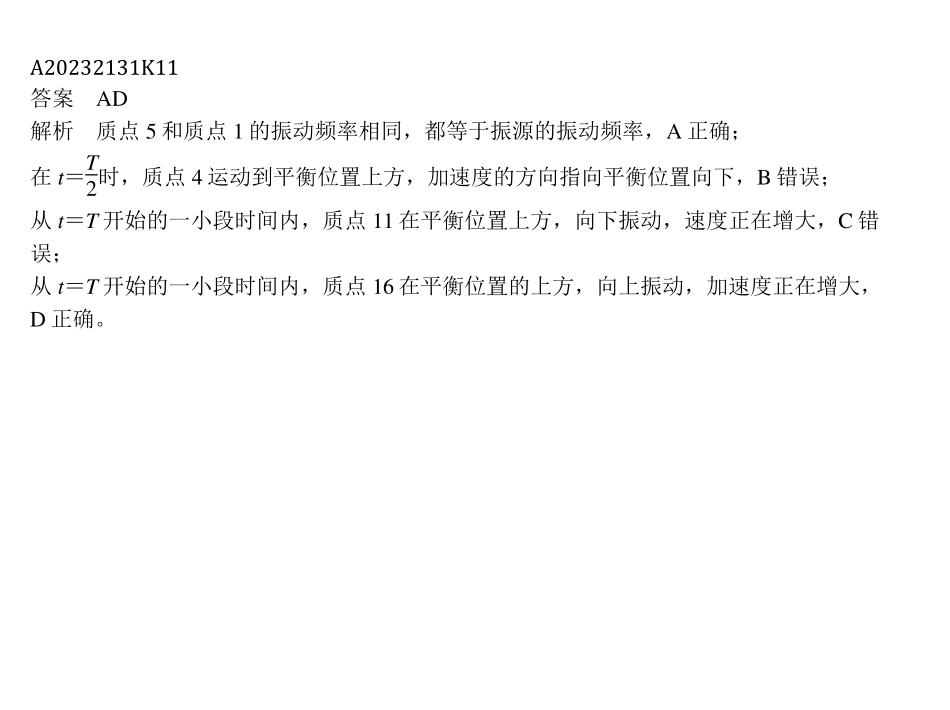 A20232131K11
答案　AD
解析　质点 5 和质点 1 的振动频率相同，都等于振源的振动频率，A 正确；
在 t＝T/2时，质点 4 运动到平衡位置上方，加速度的方向指向平衡位置向下，B 错误；
从 t＝T 开始的一小段时间内，质点 11 在平衡位置上方，向下振动，速度正在增大，C 错
误；
从 t＝T 开始的一小段时间内，质点 16 在平衡位置的上方，向上振动，加速度正在增大，
D 正确。